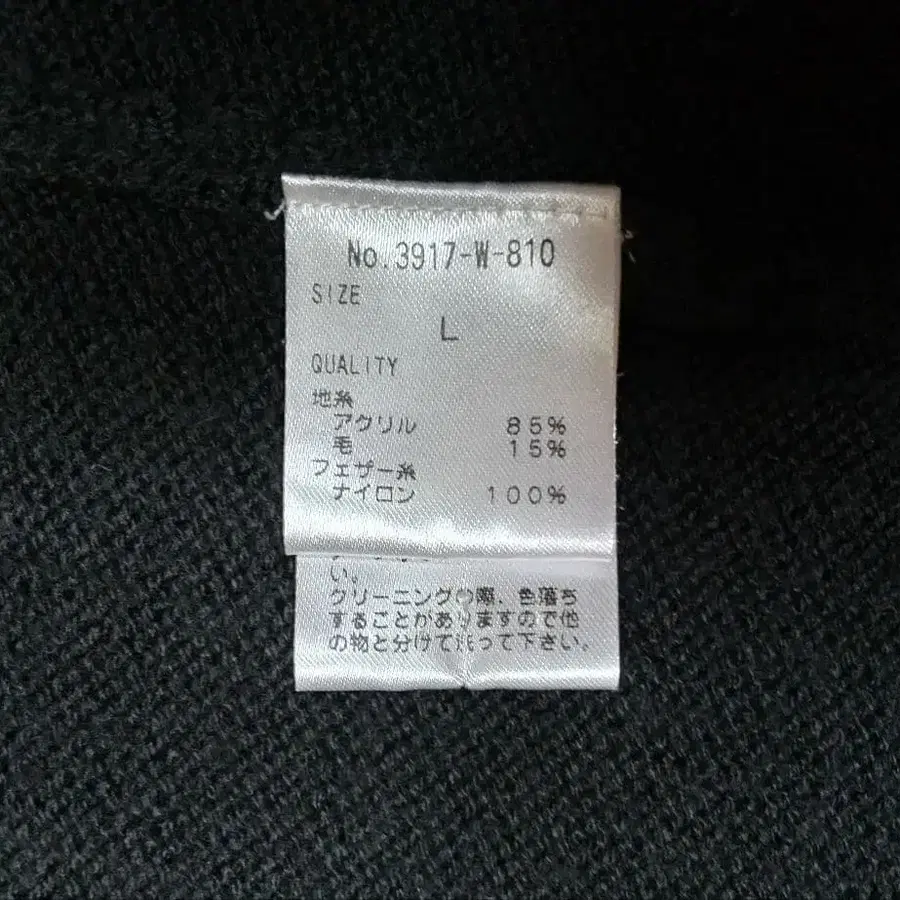 No.3917-W-810
SIZE
L
QUALITY
地糸
アクリル 85%
毛 15%
フェザー糸
ナイロン 100%
い。
クリーニングの際、色落ち
することがありますので他
の物と分けて洗って下さい。